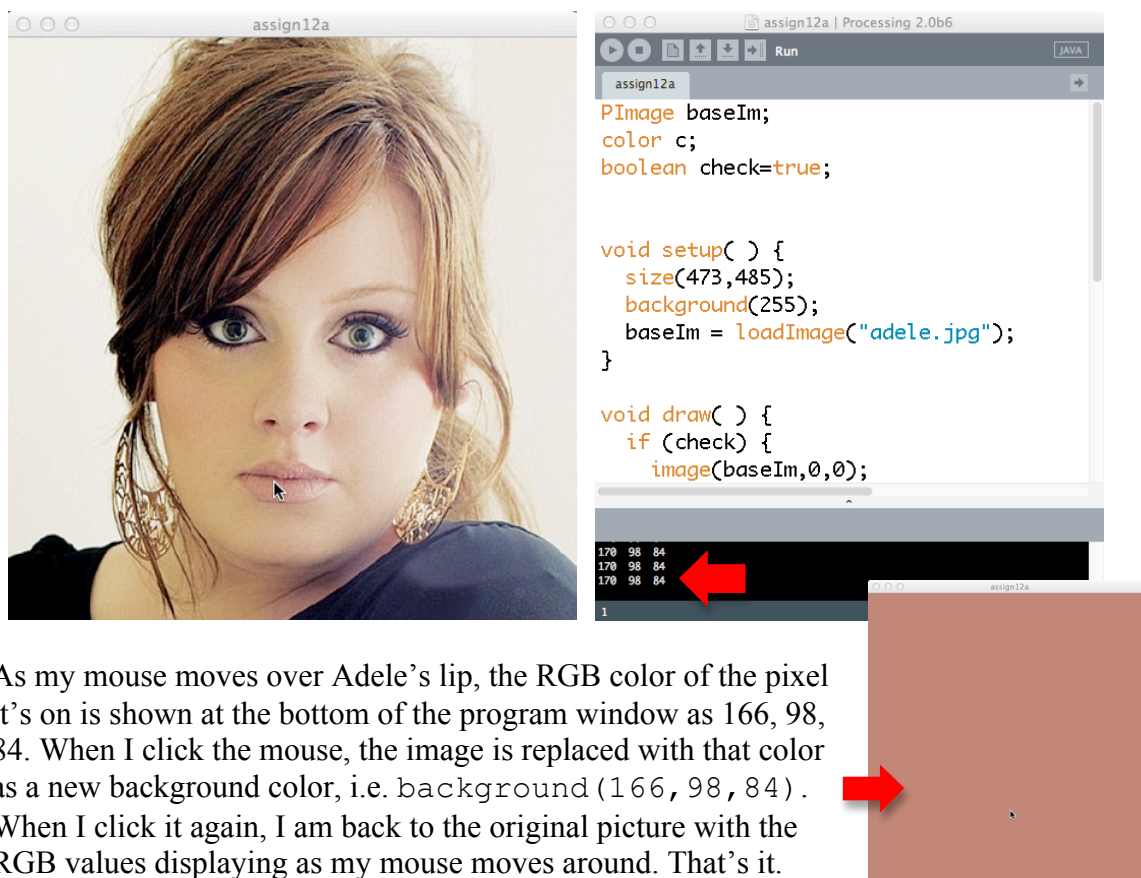 assign12a
assign12a | Processing 2.0b6
Run
JAVA
assign12a
PImage baseIm;
color c;
boolean check=true;
void setup( ) {
size(473,485);
background(255);
baseIm = loadImage("adele.jpg");
}
void draw( ) {
if (check) {
image(baseIm,0,0);
170 98 84
170 98 84
170 98 84
1
assign12a
As my mouse moves over Adele’s lip, the RGB color of the pixel
it’s on is shown at the bottom of the program window as 166, 98,
84. When I click the mouse, the image is replaced with that color
as a new background color, i.e. background(166,98,84).
When I click it again, I am back to the original picture with the
RGB values displaying as my mouse moves around. That’s it.